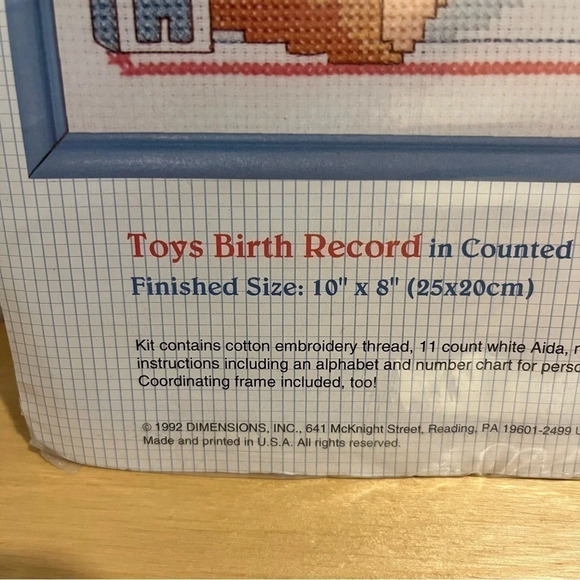 Toys Birth Record in Counted
Finished Size: 10" x 8" (25x20cm)
Kit contains cotton embroidery thread, 11 count white Aida,
instructions including an alphabet and number chart for
Coordinating frame included, too!
© 1992 DIMENSIONS, INC., 641 McKnight Street, Reading, PA 19601-2499
Made and printed in U.S.A. All rights reserved.